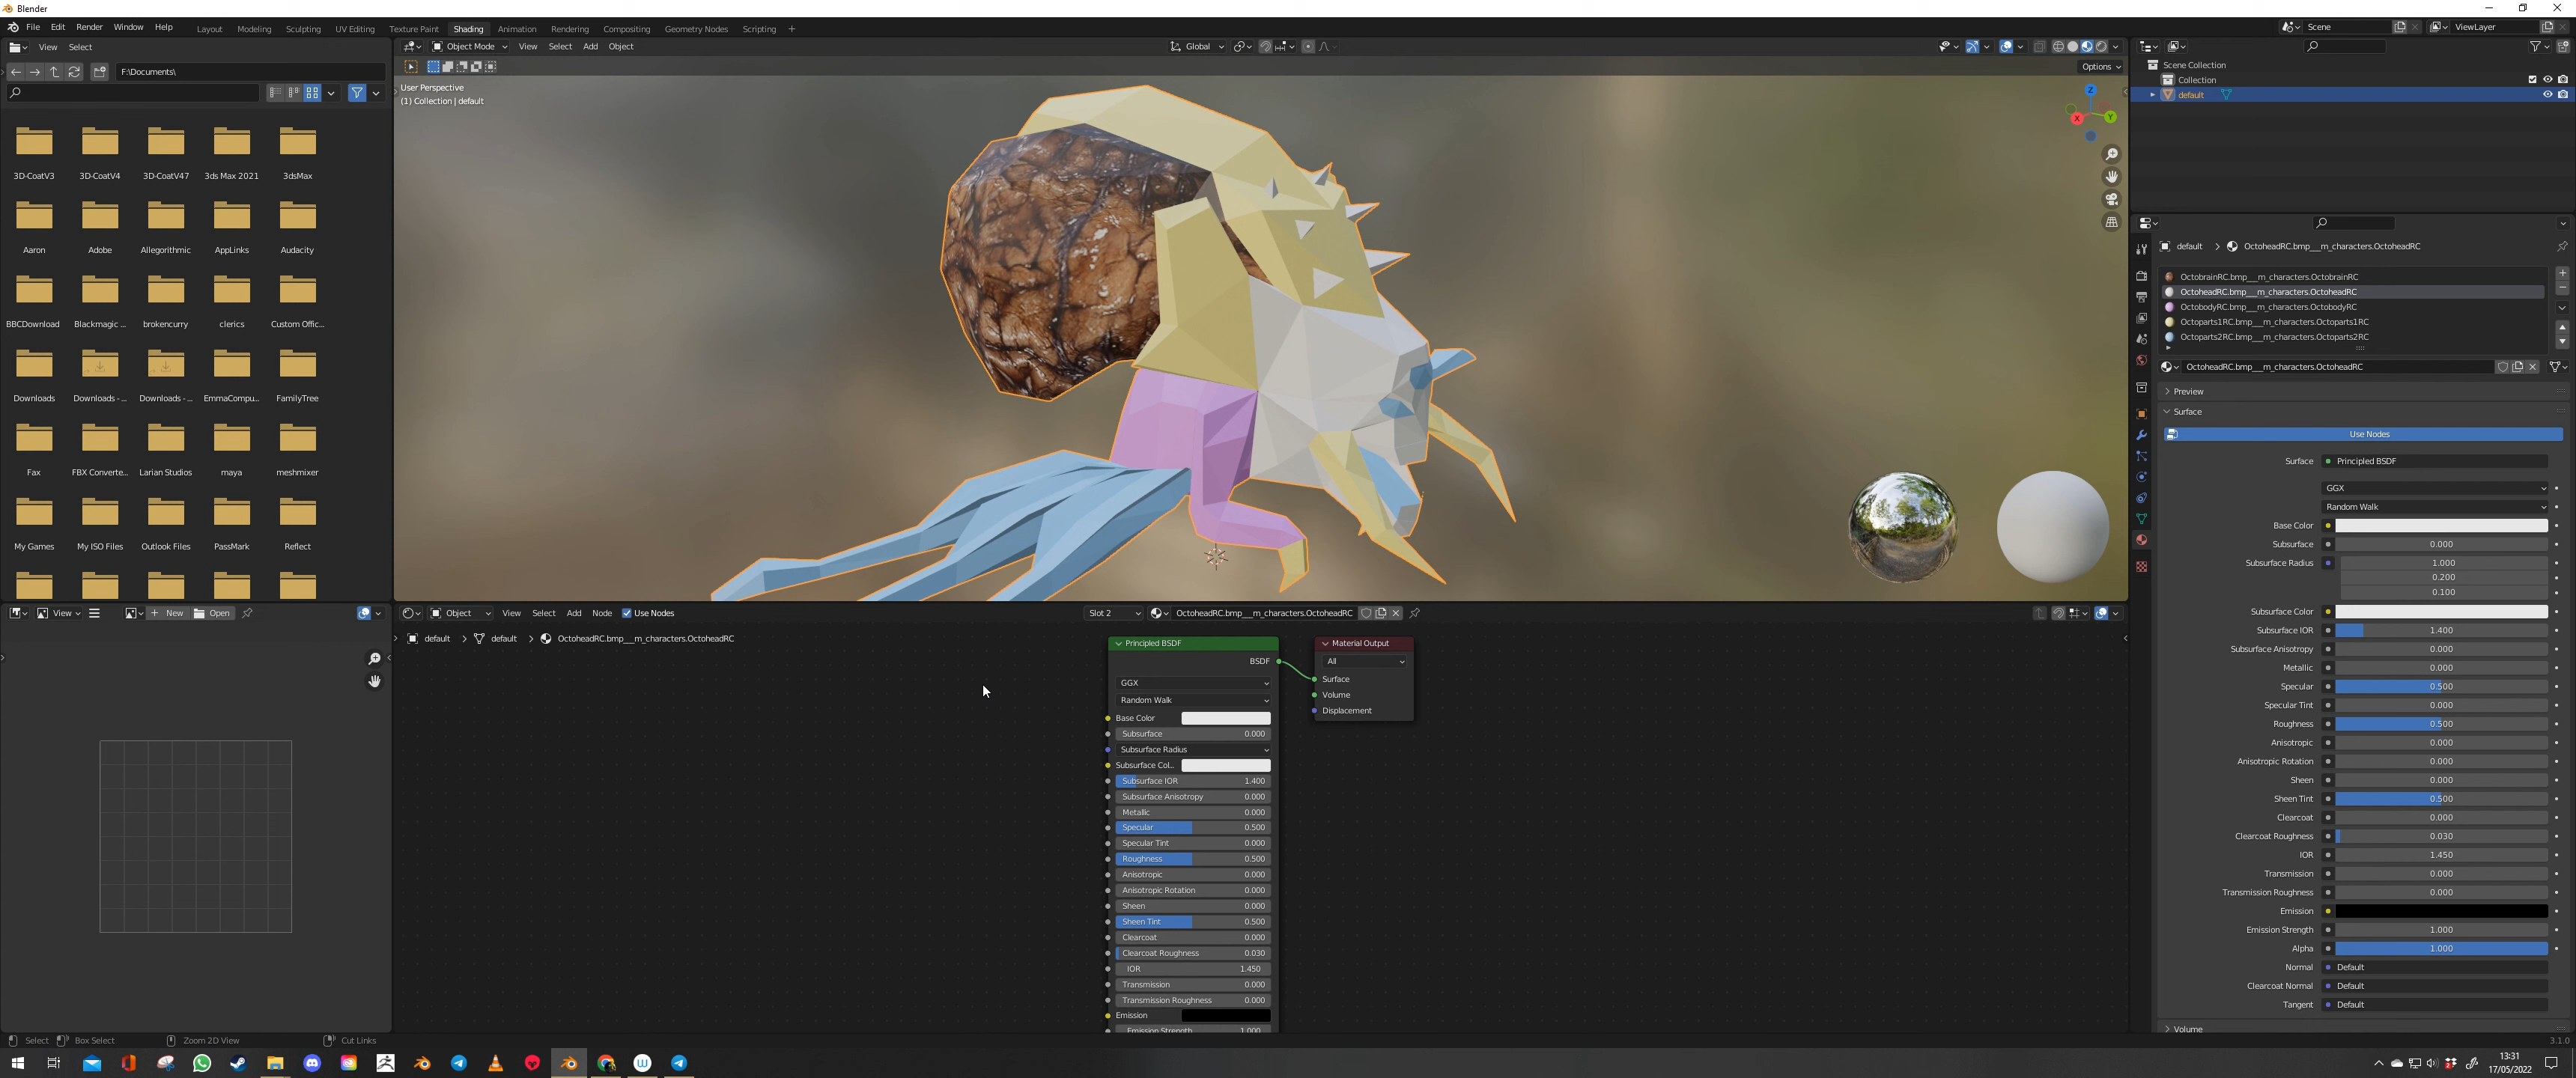 Blender
File Edit Render Window Help Layout Modeling Sculpting UV Editing Texture Paint Shading Animation Rendering Compositing Geometry Nodes Scripting + Scene ViewLayer
View Select
F:\Documents\
3D-CoatV3 3D-CoatV4 3D-CoatV47 3ds Max 2021 3dsMax
Aaron Adobe Allegorithmic AppLinks Audacity
BBCDownload Blackmagic ... brokencurry clerics Custom Offic...
Downloads Downloads - ... Downloads - ... EmmaCompu... FamilyTree
Fax FBX Converte... Larian Studios maya meshmixer
My Games My ISO Files Outlook Files PassMark Reflect
Object Mode View Select Add Object Global
Options
User Perspective
(1) Collection | default
Z
X Y
Scene Collection
Collection
default
default > OctoheadRC.bmp___m_characters.OctoheadRC
OctobrainRC.bmp___m_characters.OctobrainRC
OctoheadRC.bmp___m_characters.OctoheadRC
OctobodyRC.bmp___m_characters.OctobodyRC
Octoparts1RC.bmp___m_characters.Octoparts1RC
Octoparts2RC.bmp___m_characters.Octoparts2RC
OctoheadRC.bmp___m_characters.OctoheadRC
Preview
Surface
Use Nodes
Surface Principled BSDF
GGX
Random Walk
Base Color
Subsurface 0.000
Subsurface Radius 1.000
0.200
0.100
Subsurface Color
Subsurface IOR 1.400
Subsurface Anisotropy 0.000
Metallic 0.000
Specular 0.500
Specular Tint 0.000
Roughness 0.500
Anisotropic 0.000
Anisotropic Rotation 0.000
Sheen 0.000
Sheen Tint 0.500
Clearcoat 0.000
Clearcoat Roughness 0.030
IOR 1.450
Transmission 0.000
Transmission Roughness 0.000
Emission
Emission Strength 1.000
Alpha 1.000
Normal Default
Clearcoat Normal Default
Tangent Default
Volume
View New Open
Object View Select Add Node Use Nodes Slot 2 OctoheadRC.bmp___m_characters.OctoheadRC
default > default > OctoheadRC.bmp___m_characters.OctoheadRC
Principled BSDF
BSDF
GGX
Random Walk
Base Color
Subsurface 0.000
Subsurface Radius
Subsurface Col..
Subsurface IOR 1.400
Subsurface Anisotropy 0.000
Metallic 0.000
Specular 0.500
Specular Tint 0.000
Roughness 0.500
Anisotropic 0.000
Anisotropic Rotation 0.000
Sheen 0.000
Sheen Tint 0.500
Clearcoat 0.000
Clearcoat Roughness 0.030
IOR 1.450
Transmission 0.000
Transmission Roughness 0.000
Emission
Emission Strength 1.000
Material Output
All
Surface
Volume
Displacement
Select Box Select Zoom 2D View Cut Links 3.1.0
13:31
17/05/2022